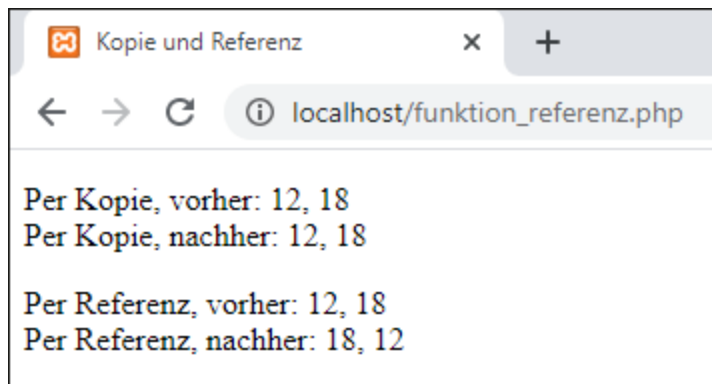 Kopie und Referenz
localhost/funktion_referenz.php
Per Kopie, vorher: 12, 18
Per Kopie, nachher: 12, 18
Per Referenz, vorher: 12, 18
Per Referenz, nachher: 18, 12